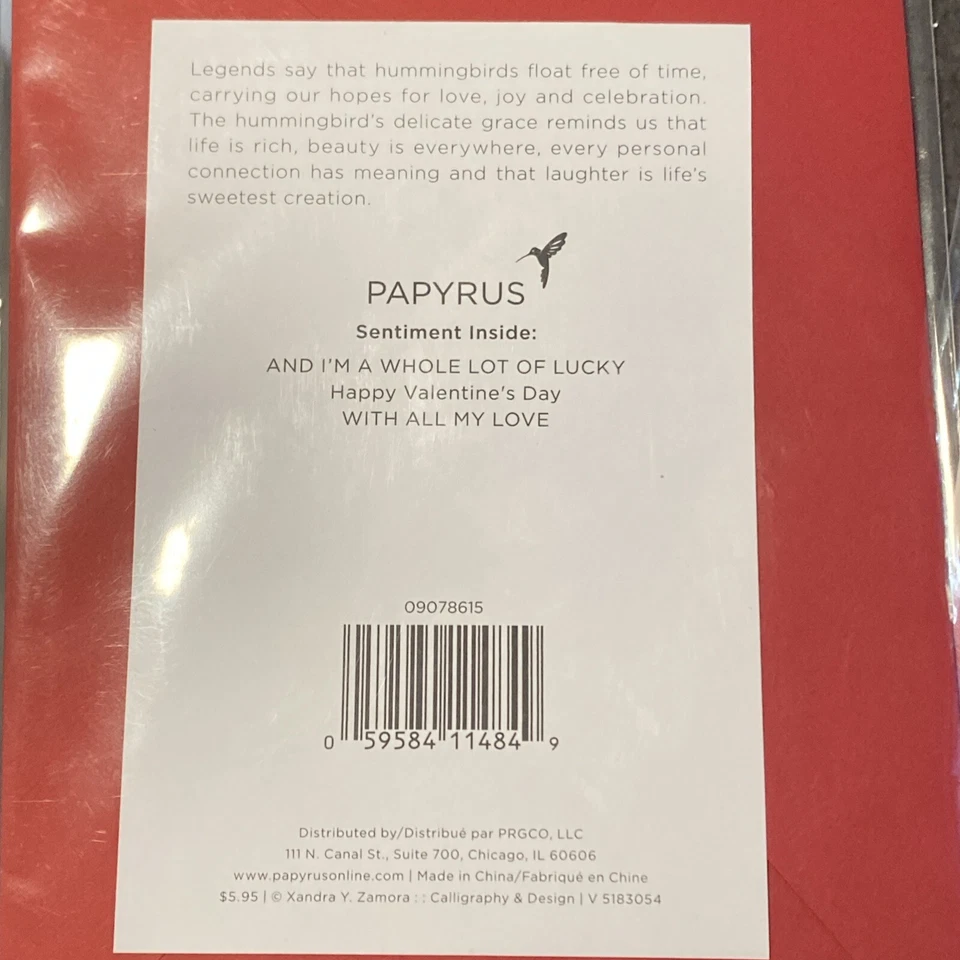 Legends say that hummingbirds float free of time,
carrying our hopes for love, joy and celebration.
The hummingbird's delicate grace reminds us that
life is rich, beauty is everywhere, every personal
connection has meaning and that laughter is life's
sweetest creation.
PAPYRUS
Sentiment Inside:
AND I'M A WHOLE LOT OF LUCKY
Happy Valentine's Day
WITH ALL MY LOVE
09078615
0 59584 11484 9
Distributed by/Distribué par PRGCO, LLC
111 N. Canal St., Suite 700, Chicago, IL 60606
www.papyrusonline.com | Made in China/Fabriqué en Chine
$5.95 | © Xandra Y. Zamora : : Calligraphy & Design | V 5183054